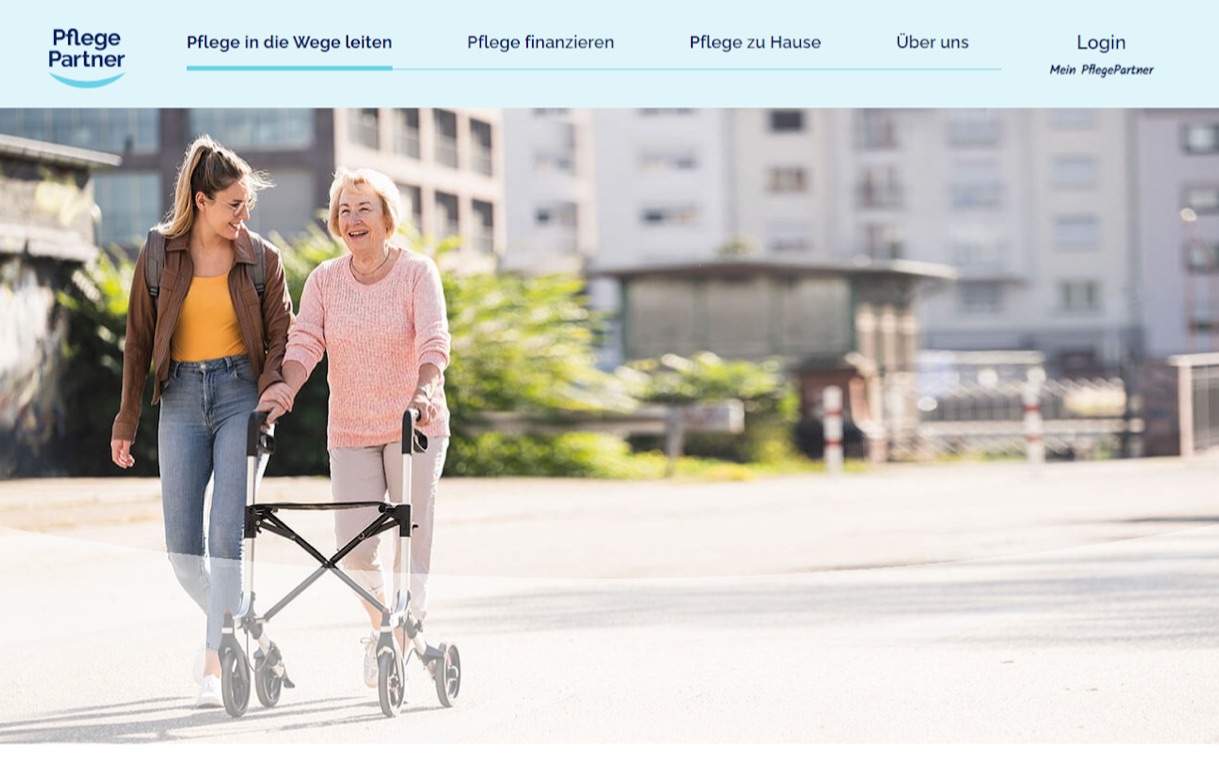 Pflege
Partner
Pflege in die Wege leiten
Pflege finanzieren
Pflege zu Hause
Über uns
Login
Mein PflegePartner